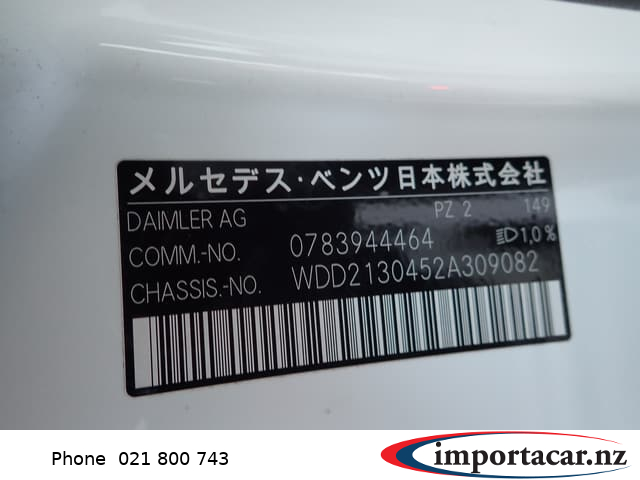 メルセデス・ベンツ日本株式会社
DAIMLER AG PZ 2 149
COMM.-NO. 0783944464 1,0%
CHASSIS.-NO. WDD2130452A309082
Phone 021 800 743
importacar.nz